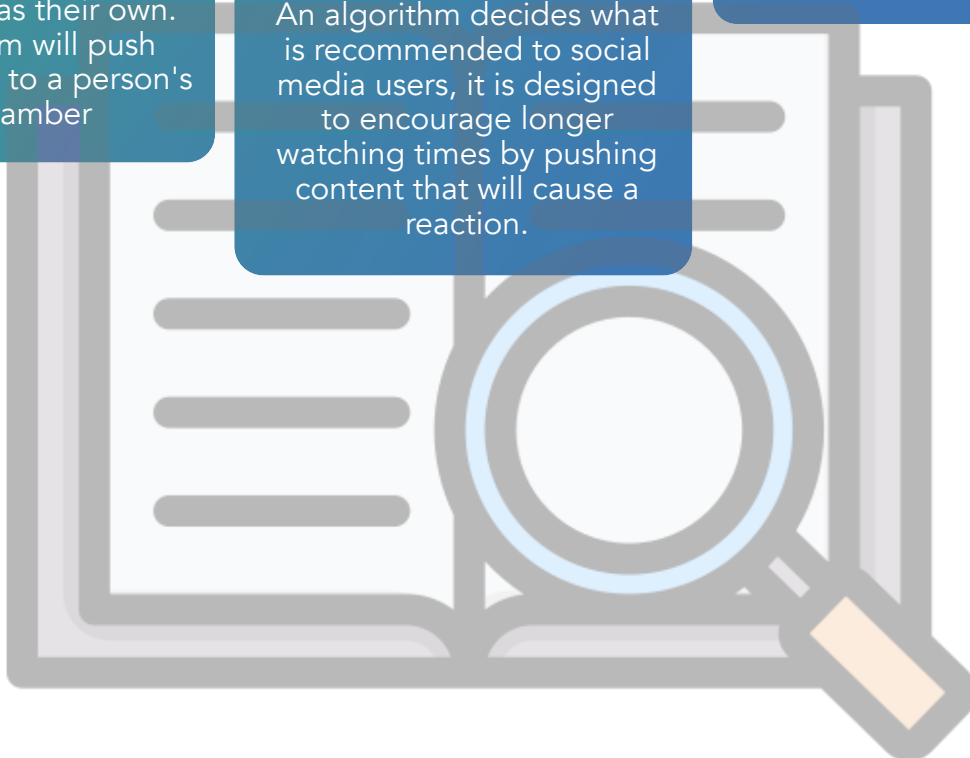 as their own.
m will push
to a person's
amber
An algorithm decides what
is recommended to social
media users, it is designed
to encourage longer
watching times by pushing
content that will cause a
reaction.